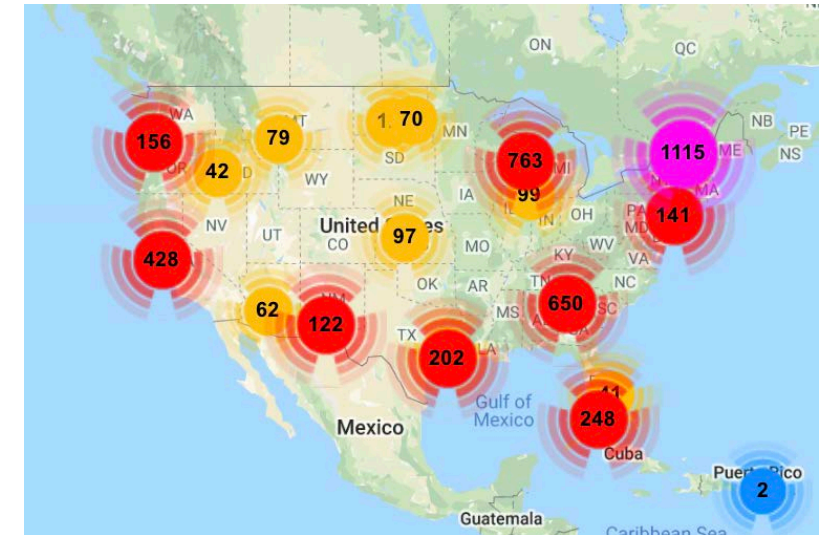 ON
QC
NB
PE
NS
ME
WA
156
79
MT
1
70
MN
763
MI
1115
OR
42
SD
WY
99
NE
IA
IN
OH
PA
MD
MA
141
NV
UT
CO
United States
97
MO
WV
VA
KY
428
OK
AR
TN
NC
SC
62
NM
122
MS
650
TX
202
LA
41
248
Gulf of
Mexico
Mexico
Cuba
Puerto Rico
2
Guatemala
Caribbean Sea